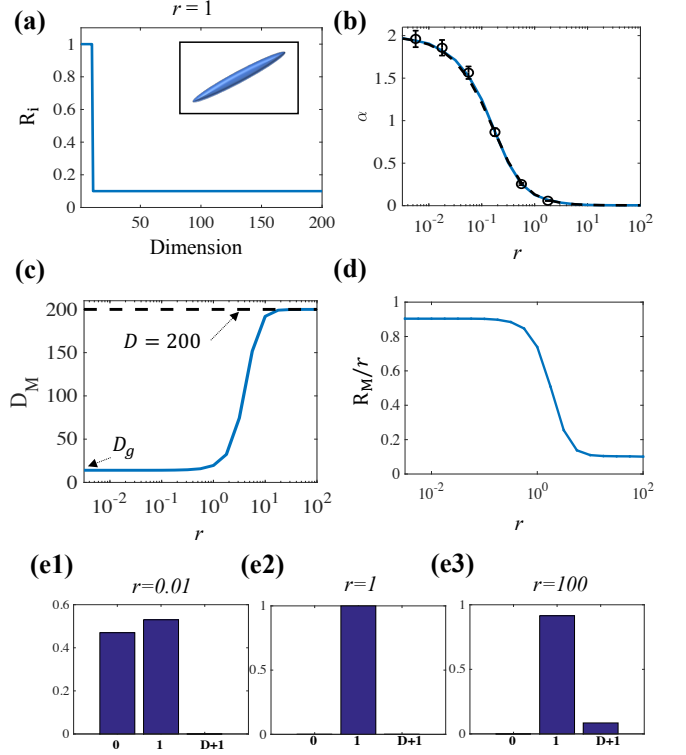 (a)
r = 1
R_i
1
0.8
0.6
0.4
0.2
0
50
100
150
200
Dimension
(b)
α
2
1.5
1
0.5
0
10^-2
10^-1
10^0
10^1
10^2
r
(c)
D_M
200
150
100
50
0
D = 200
D_g
10^-2
10^-1
10^0
10^1
10^2
r
(d)
R_M/r
1
0.8
0.6
0.4
0.2
0
10^-2
10^0
10^2
r
(e1)
r=0.01
0.6
0.4
0.2
0
0 1 D+1
(e2)
r=1
1
0.5
0
0 1 D+1
(e3)
r=100
1
0.5
0
0 1 D+1